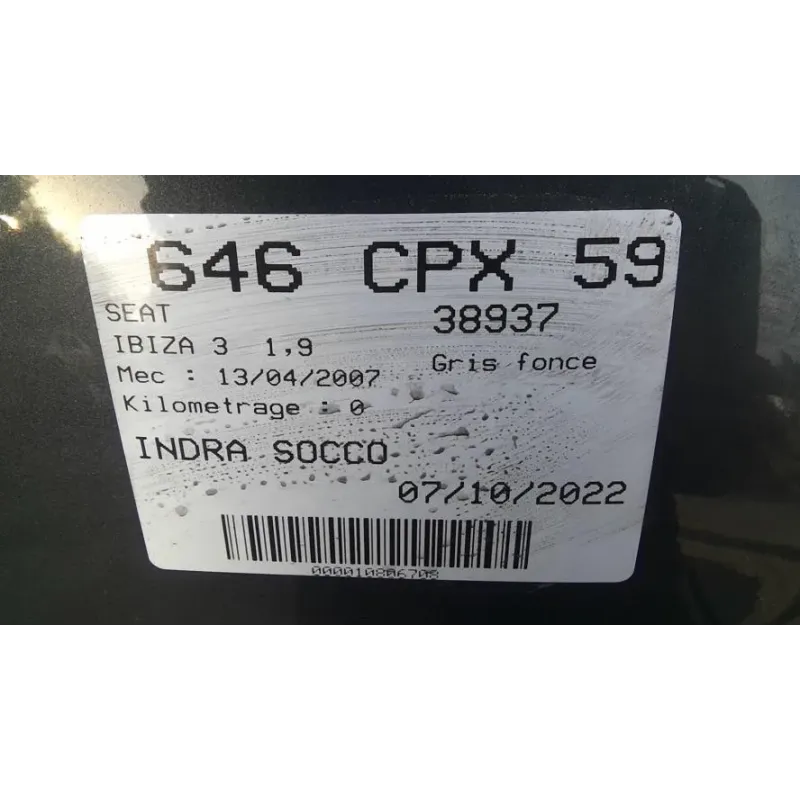 646 CPX 59
SEAT 38937
IBIZA 3 1,9
Gris fonce
Mec : 13/04/2007
Kilometrage : 0
INDRA SOCCO
07/10/2022
000010806708